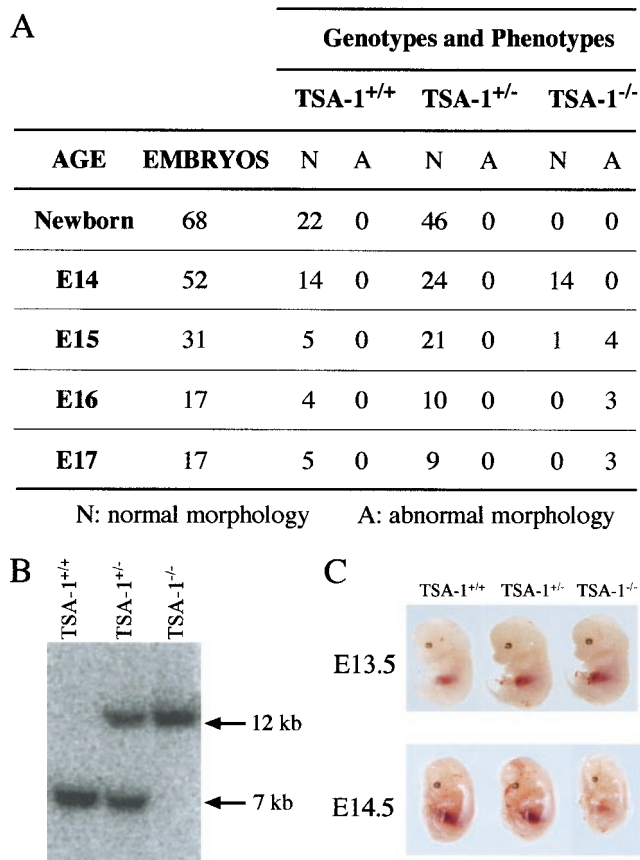 A
Genotypes and Phenotypes
TSA-1+/+ TSA-1+/- TSA-1-/-
AGE EMBRYOS N A N A N A
Newborn 68 22 0 46 0 0 0
E14 52 14 0 24 0 14 0
E15 31 5 0 21 0 1 4
E16 17 4 0 10 0 0 3
E17 17 5 0 9 0 0 3
N: normal morphology A: abnormal morphology
B
TSA-1+/+
TSA-1+/-
TSA-1-/-
12 kb
7 kb
C
TSA-1+/+ TSA-1+/- TSA-1-/-
E13.5
E14.5